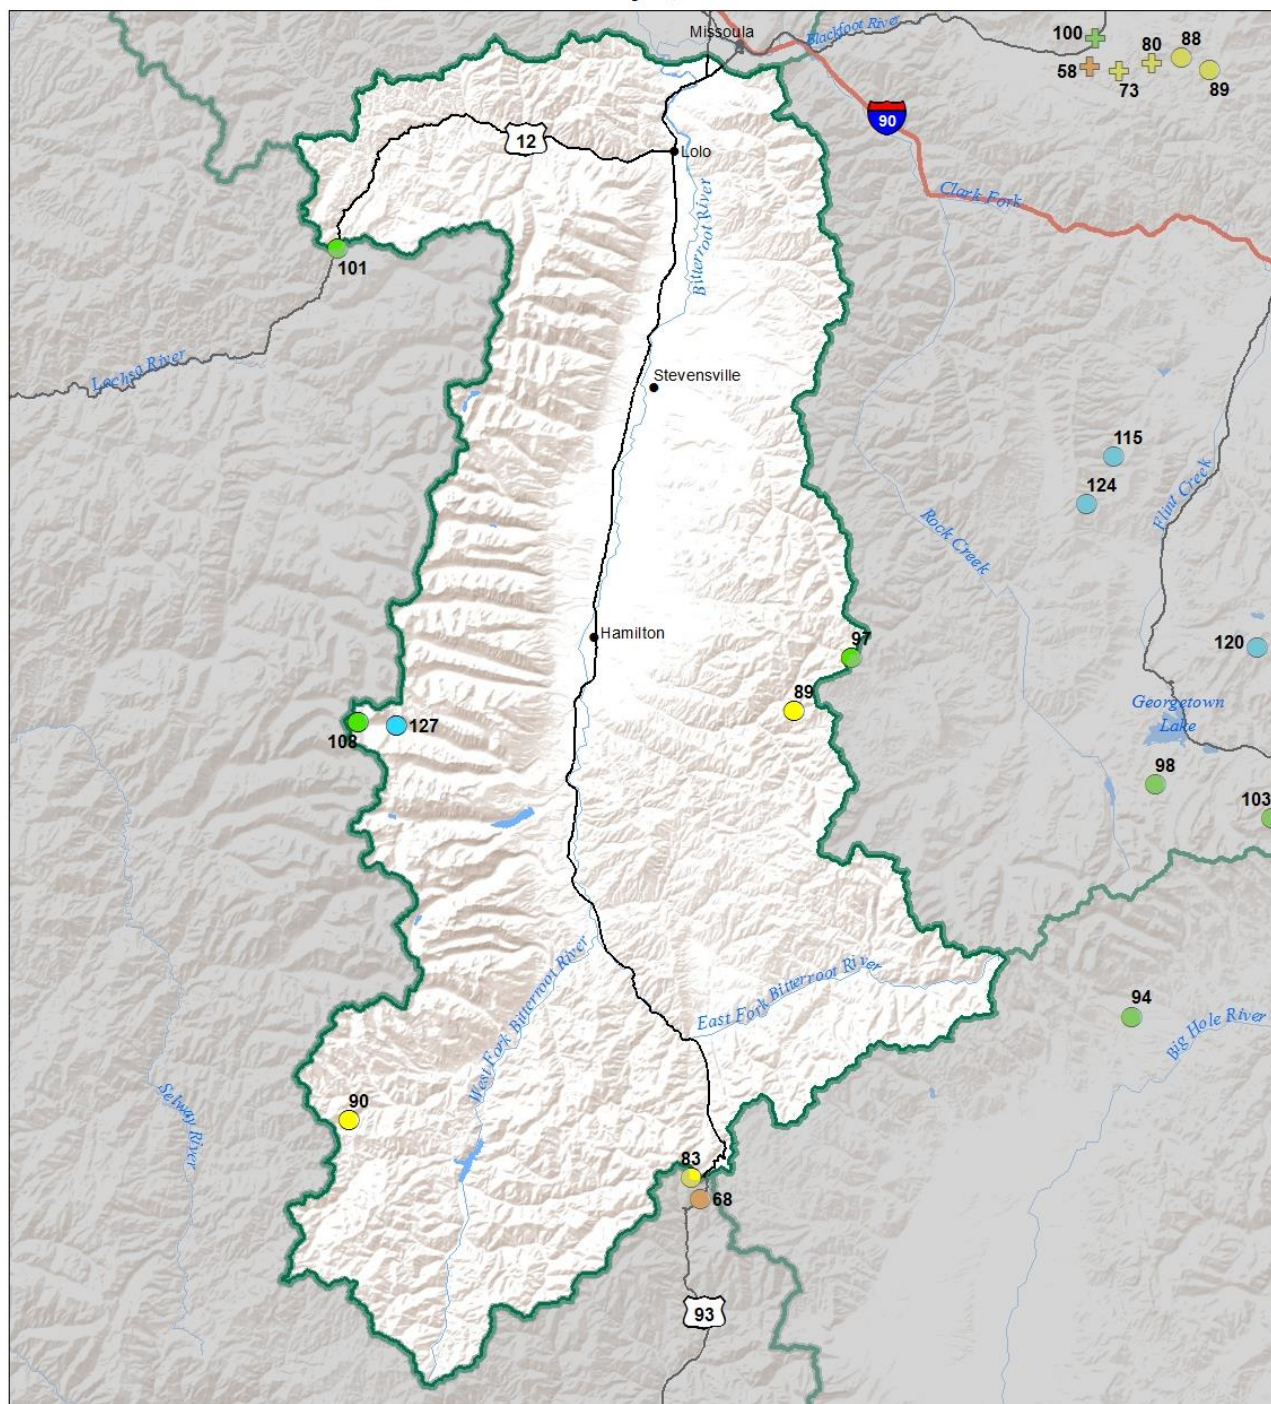 Missoula
Blackfoot River
100
58
73
80
88
89
90
12
Lolo
Clark Fork
Bitterroot River
101
Lochsa River
Stevensville
115
124
Flint Creek
Rock Creek
Hamilton
97
120
89
Georgetown
Lake
108
127
98
103
West Fork Bitterroot River
East Fork Bitterroot River
94
Big Hole River
Selway River
90
83
68
93